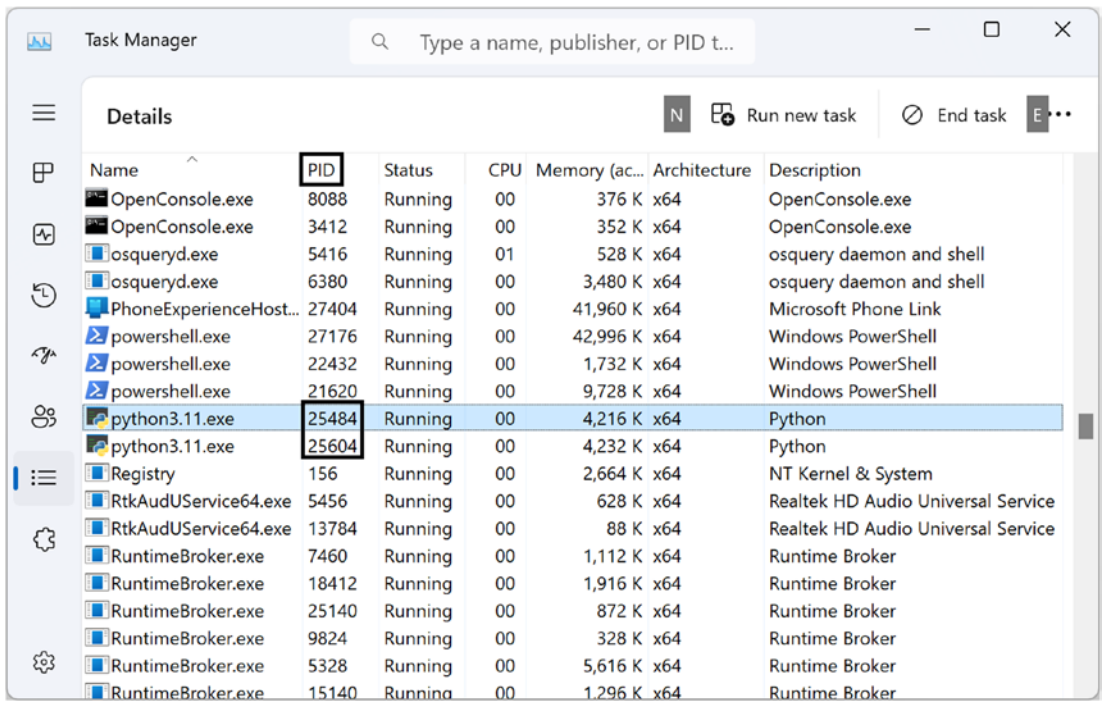 Task Manager
Type a name, publisher, or PID t...
Details
N Run new task End task E
Name PID Status CPU Memory (ac... Architecture Description
OpenConsole.exe 8088 Running 00 376 K x64 OpenConsole.exe
OpenConsole.exe 3412 Running 00 352 K x64 OpenConsole.exe
osqueryd.exe 5416 Running 01 528 K x64 osquery daemon and shell
osqueryd.exe 6380 Running 00 3,480 K x64 osquery daemon and shell
PhoneExperienceHost... 27404 Running 00 41,960 K x64 Microsoft Phone Link
powershell.exe 27176 Running 00 42,996 K x64 Windows PowerShell
powershell.exe 22432 Running 00 1,732 K x64 Windows PowerShell
powershell.exe 21620 Running 00 9,728 K x64 Windows PowerShell
python3.11.exe 25484 Running 00 4,216 K x64 Python
python3.11.exe 25604 Running 00 4,232 K x64 Python
Registry 156 Running 00 2,664 K x64 NT Kernel & System
RtkAudUService64.exe 5456 Running 00 628 K x64 Realtek HD Audio Universal Service
RtkAudUService64.exe 13784 Running 00 88 K x64 Realtek HD Audio Universal Service
RuntimeBroker.exe 7460 Running 00 1,112 K x64 Runtime Broker
RuntimeBroker.exe 18412 Running 00 1,916 K x64 Runtime Broker
RuntimeBroker.exe 25140 Running 00 872 K x64 Runtime Broker
RuntimeBroker.exe 9824 Running 00 328 K x64 Runtime Broker
RuntimeBroker.exe 5328 Running 00 5,616 K x64 Runtime Broker
RuntimeBroker.exe 15140 Running 00 1,296 K x64 Runtime Broker